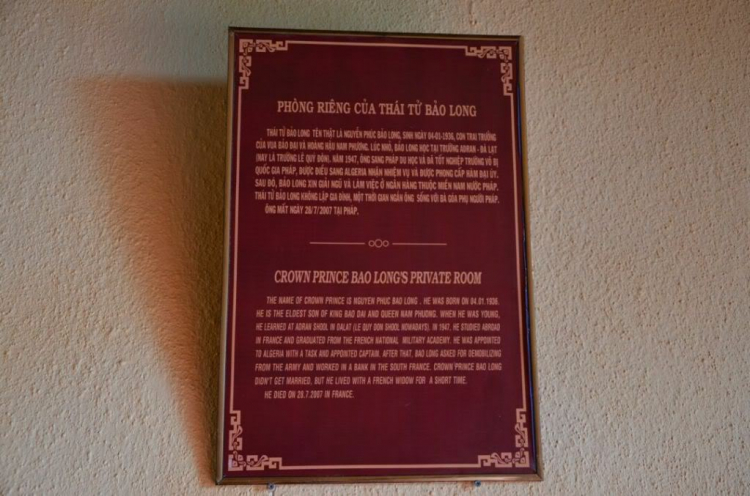 PHÒNG RIÊNG CỦA THÁI TỬ BẢO LONG
THÁI TỬ BẢO LONG TÊN THẬT LÀ NGUYỄN PHÚC BẢO LONG, SINH NGÀY 04-01-1936, CON TRAI TRƯỞNG
CỦA VUA BẢO ĐẠI VÀ HOÀNG HẬU NAM PHƯƠNG. LÚC NHỎ, BẢO LONG HỌC TẠI TRƯỜNG ADRAN - ĐÀ LẠT
(NAY LÀ TRƯỜNG LÊ QUÝ ĐÔN). NĂM 1947, ÔNG SANG PHÁP DU HỌC VÀ ĐÃ TỐT NGHIỆP TRƯỜNG VÕ BỊ
QUỐC GIA PHÁP, ĐƯỢC ĐIỀU SANG ALGERIA NHẬN NHIỆM VỤ VÀ ĐƯỢC PHONG CẤP HÀM ĐẠI ÚY.
SAU ĐÓ, BẢO LONG XIN GIẢI NGŨ VÀ LÀM VIỆC Ở NGÂN HÀNG THUỘC MIỀN NAM NƯỚC PHÁP.
THÁI TỬ BẢO LONG KHÔNG LẬP GIA ĐÌNH, MỘT THỜI GIAN NGẮN ÔNG SỐNG VỚI BÀ GÓA PHỤ NGƯỜI PHÁP.
ÔNG MẤT NGÀY 28/7/2007 TẠI PHÁP.
CROWN PRINCE BAO LONG'S PRIVATE ROOM
THE NAME OF CROWN PRINCE IS NGUYEN PHUC BAO LONG . HE WAS BORN ON 04.01.1936.
HE IS THE ELDEST SON OF KING BAO DAI AND QUEEN NAM PHUONG. WHEN HE WAS YOUNG,
HE LEARNED AT ADRAN SHOOL IN DALAT (LE QUY DON SHOOL NOWADAYS). IN 1947, HE STUDIED ABROAD
IN FRANCE AND GRADUATED FROM THE FRENCH NATIONAL MILITARY ACADEMY. HE WAS APPOINTED
TO ALGERIA WITH A TASK AND APPOINTED CAPTAIN. AFTER THAT, BAO LONG ASKED FOR DEMOBILIZING
FROM THE ARMY AND WORKED IN A BANK IN THE SOUTH FRANCE. CROWN PRINCE BAO LONG
DIDN'T GET MARRIED, BUT HE LIVED WITH A FRENCH WIDOW FOR A SHORT TIME.
HE DIED ON 28.7.2007 IN FRANCE.